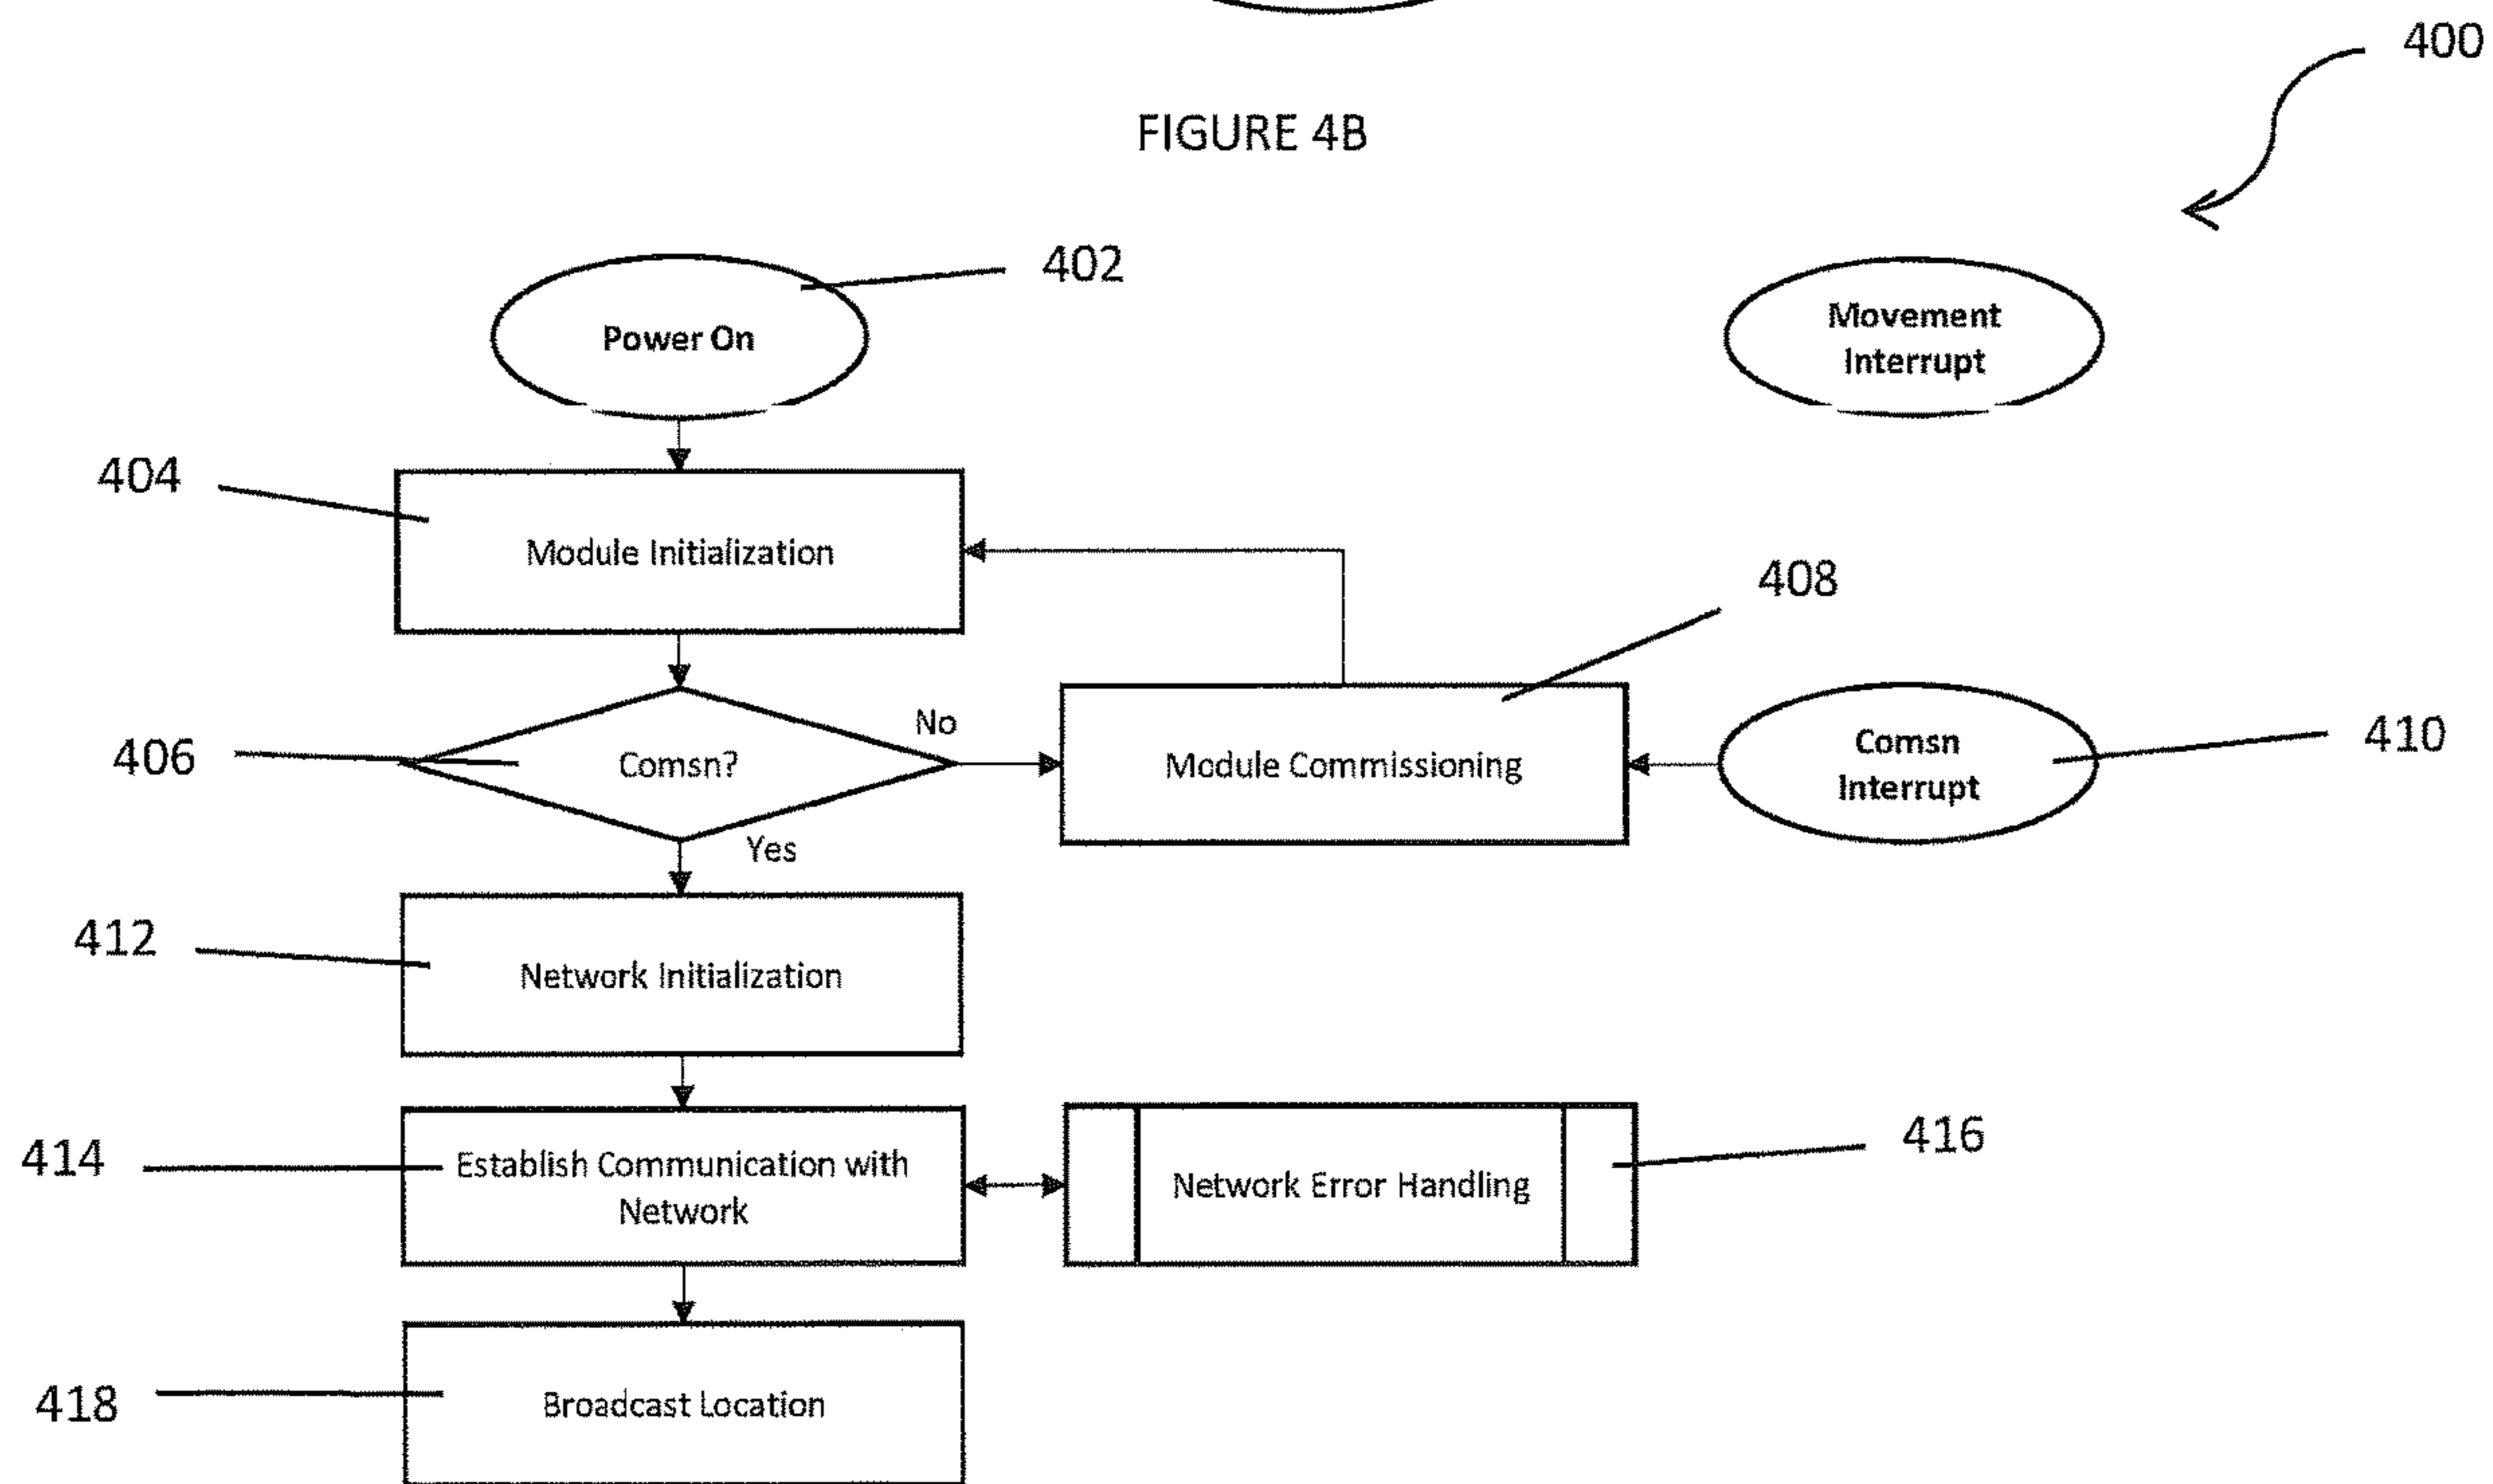 400
FIGURE 4B
402
Power On
Movement
Interrupt
404
Module Initialization
408
406
Comsn?
No
Yes
Module Commissioning
Comsn
Interrupt
410
412
Network Initialization
414
Establish Communication with
Network
Network Error Handling
416
418
Broadcast Location